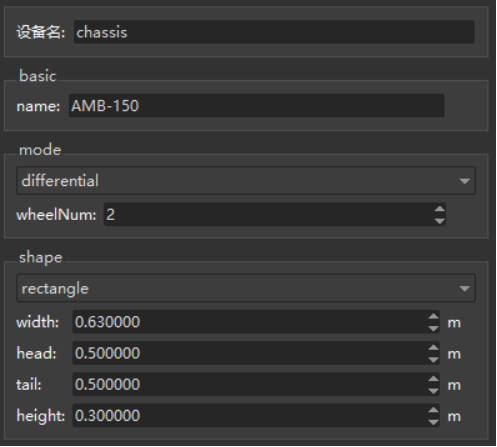 设备名: chassis
basic
name: AMB-150
mode
differential
wheelNum: 2
shape
rectangle
width: 0.630000 m
head: 0.500000 m
tail: 0.500000 m
height: 0.300000 m